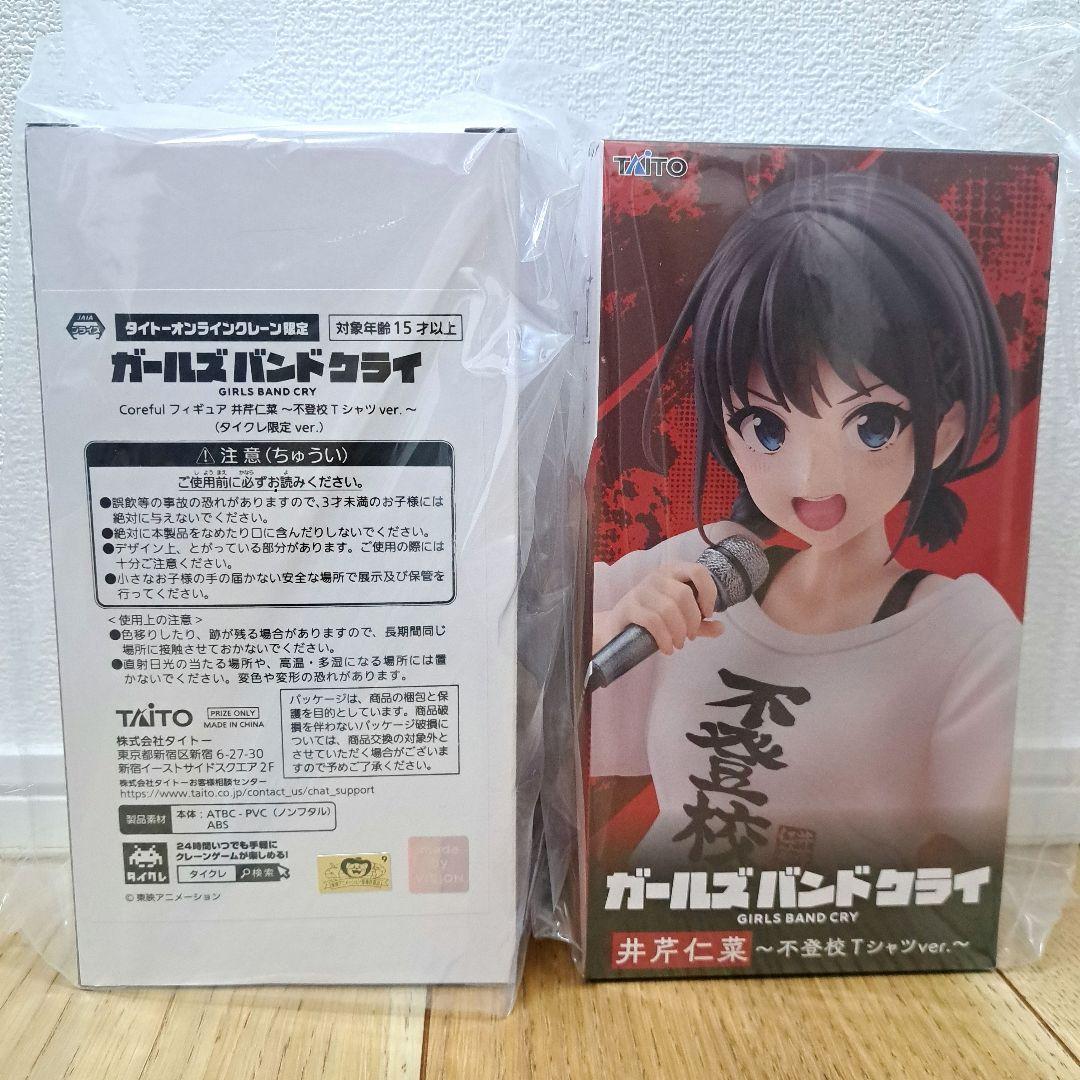 JAIA
プライズ
タイトーオンラインクレーン限定
対象年齢15才以上
ガールズバンドクライ
GIRLS BAND CRY
Coreful フィギュア 井芹仁菜 ～不登校Tシャツver.～
（タイクレ限定ver.）
⚠注意（ちゅうい）
しようまえ かなら よ
ご使用前に必ずお読みください。
●誤飲等の事故の恐れがありますので、3才未満のお子様には
絶対に与えないでください。
●絶対に本製品をなめたり口に含んだりしないでください。
●デザイン上、とがっている部分があります。ご使用の際には
十分ご注意ください。
●小さなお子様の手の届かない安全な場所で展示及び保管を
行ってください。
＜使用上の注意＞
●色移りしたり、跡が残る場合がありますので、長期間同じ
場所に接触させておかないでください。
●直射日光の当たる場所や、高温・多湿になる場所には置
かないでください。変色や変形の恐れがあります。
TAITO
PRIZE ONLY
MADE IN CHINA
株式会社タイトー
東京都新宿区新宿6-27-30
新宿イーストサイドスクエア2F
株式会社タイトーお客様相談センター
https://www.taito.co.jp/contact_us/chat_support
パッケージは、商品の梱包と保
護を目的としています。商品破
損を伴わないパッケージ破損に
ついては、商品交換の対象外と
させていただく場合がございま
すので予めご了承ください。
製品素材
本体：ATBC-PVC（ノンフタル）
ABS
タイクレ
24時間いつでも手軽に
クレーンゲームが楽しめる!
タイクレ
検索
©東映アニメーション
9
made
by
VISION
TAITO
不登校
ガールズバンドクライ
GIRLS BAND CRY
井芹仁菜 ～不登校Tシャツver.～